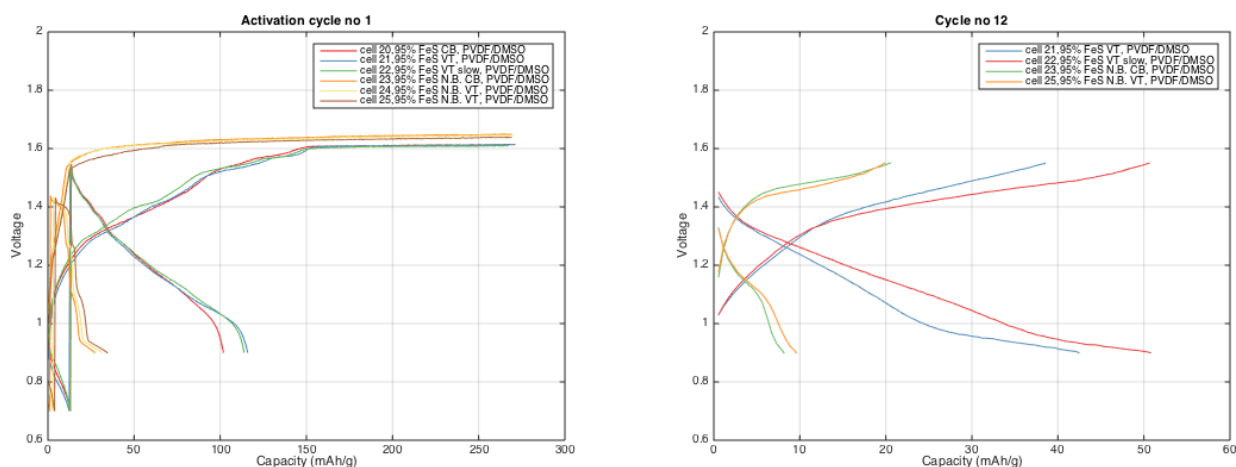 Activation cycle no 1
2
1.8
1.6
1.4
1.2
1
0.8
0.6
Voltage
cell 20,95% FeS CB, PVDF/DMSO
cell 21,95% FeS VT, PVDF/DMSO
cell 22,95% FeS VT slow, PVDF/DMSO
cell 23,95% FeS N.B. CB, PVDF/DMSO
cell 24,95% FeS N.B. VT, PVDF/DMSO
cell 25,95% FeS N.B. VT, PVDF/DMSO
0 50 100 150 200 250 300
Capacity (mAh/g)
Cycle no 12
2
1.8
1.6
1.4
1.2
1
0.8
0.6
Voltage
cell 21,95% FeS VT, PVDF/DMSO
cell 22,95% FeS VT slow, PVDF/DMSO
cell 23,95% FeS N.B. CB, PVDF/DMSO
cell 25,95% FeS N.B. VT, PVDF/DMSO
0 10 20 30 40 50 60
Capacity (mAh/g)